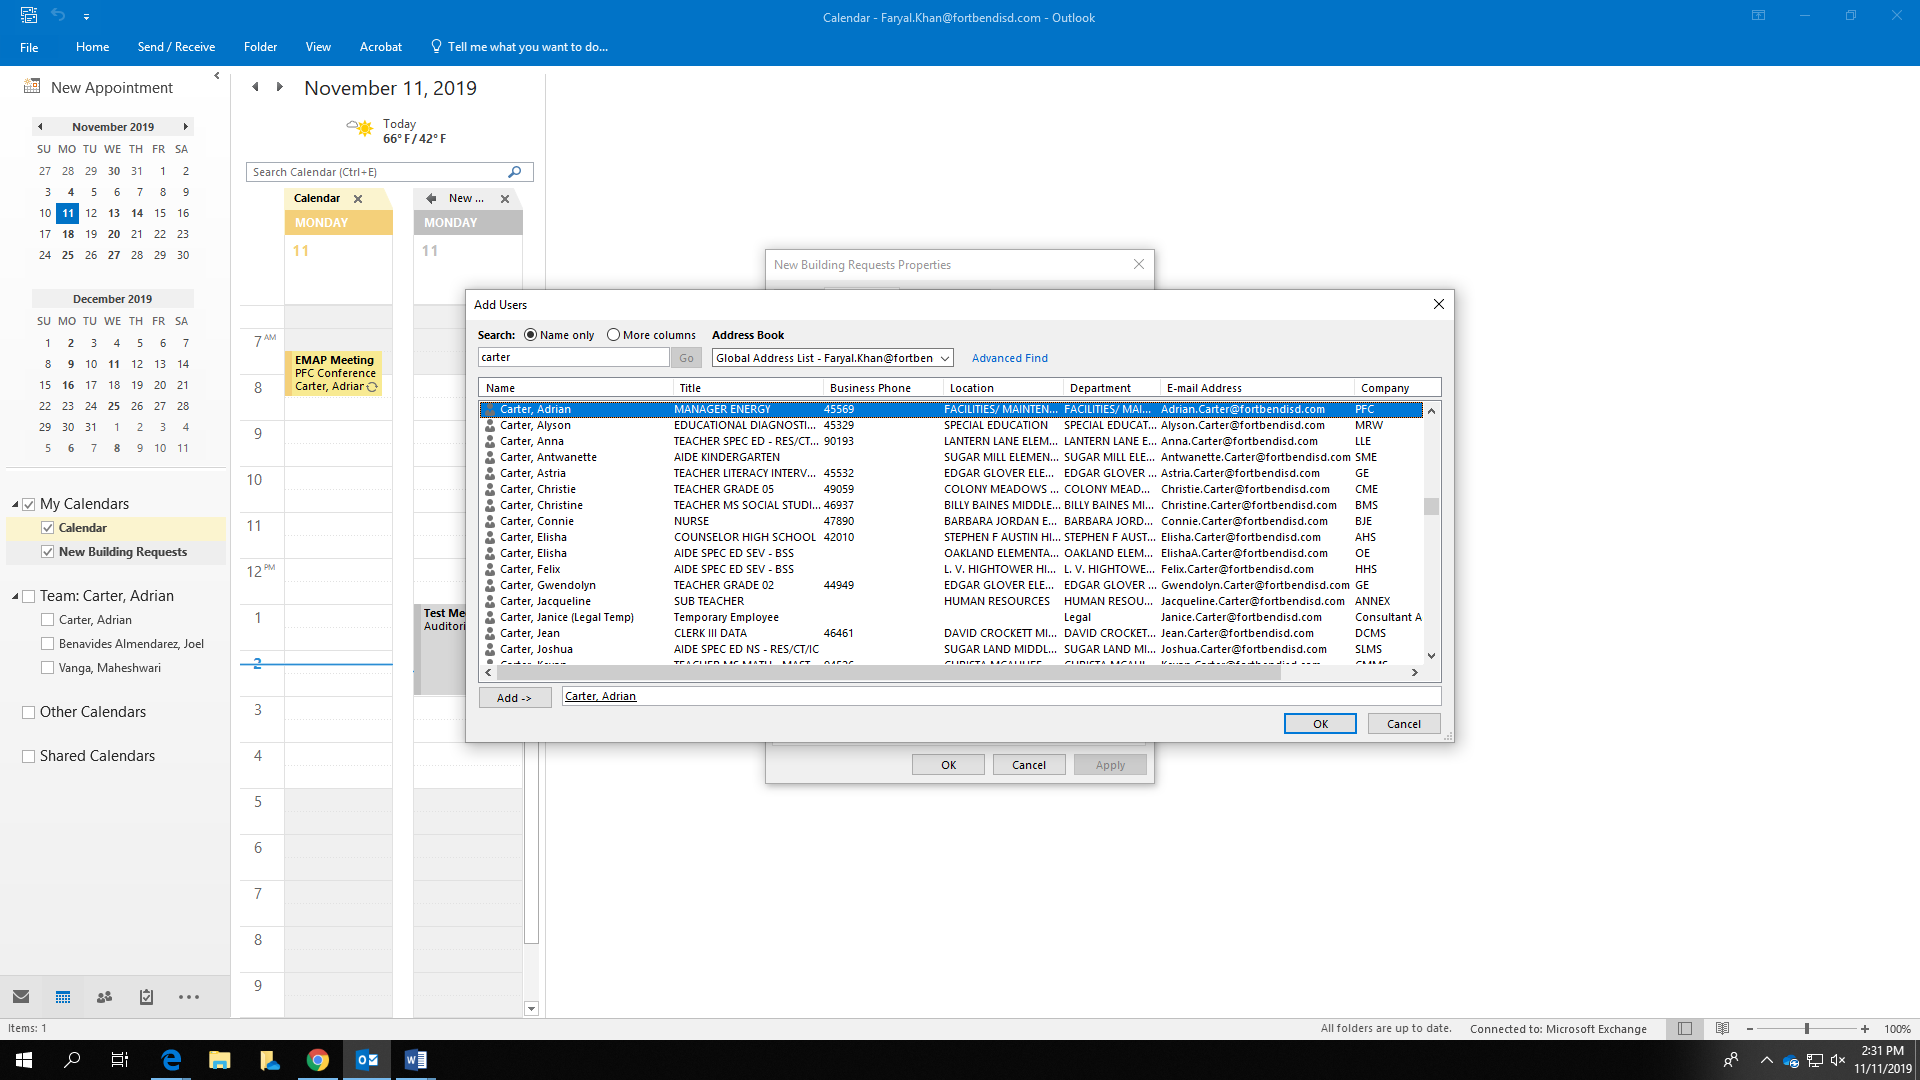 Calendar - Faryal.Khan@fortbendisd.com - Outlook
File Home Send / Receive Folder View Acrobat Tell me what you want to do...
New Appointment
November 2019
SU MO TU WE TH FR SA
27 28 29 30 31 1 2
3 4 5 6 7 8 9
10 11 12 13 14 15 16
17 18 19 20 21 22 23
24 25 26 27 28 29 30
December 2019
SU MO TU WE TH FR SA
1 2 3 4 5 6 7
8 9 10 11 12 13 14
15 16 17 18 19 20 21
22 23 24 25 26 27 28
29 30 31 1 2 3 4
5 6 7 8 9 10 11
My Calendars
Calendar
New Building Requests
Team: Carter, Adrian
Carter, Adrian
Benavides Almendarez, Joel
Vanga, Maheshwari
Other Calendars
Shared Calendars
November 11, 2019
Today
66° F / 42° F
Search Calendar (Ctrl+E)
Calendar New ...
MONDAY MONDAY
11 11
7 AM
EMAP Meeting
PFC Conference
Carter, Adrian
8
9
10
11
12 PM
1
Test Me
Auditori
2
3
4
5
6
7
8
9
New Building Requests Properties
Add Users
Search: Name only More columns Address Book
carter Go Global Address List - Faryal.Khan@fortben Advanced Find
Name Title Business Phone Location Department E-mail Address Company
Carter, Adrian MANAGER ENERGY 45569 FACILITIES/ MAINTEN... FACILITIES/ MAI... Adrian.Carter@fortbendisd.com PFC
Carter, Alyson EDUCATIONAL DIAGNOSTI... 45329 SPECIAL EDUCATION SPECIAL EDUCAT... Alyson.Carter@fortbendisd.com MRW
Carter, Anna TEACHER SPEC ED - RES/CT... 90193 LANTERN LANE ELEM... LANTERN LANE E... Anna.Carter@fortbendisd.com LLE
Carter, Antwanette AIDE KINDERGARTEN SUGAR MILL ELEMEN... SUGAR MILL ELE... Antwanette.Carter@fortbendisd.com SME
Carter, Astria TEACHER LITERACY INTERV... 45532 EDGAR GLOVER ELE... EDGAR GLOVER ... Astria.Carter@fortbendisd.com GE
Carter, Christie TEACHER GRADE 05 49059 COLONY MEADOWS ... COLONY MEAD... Christie.Carter@fortbendisd.com CME
Carter, Christine TEACHER MS SOCIAL STUDI... 46937 BILLY BAINES MIDDLE... BILLY BAINES MI... Christine.Carter@fortbendisd.com BMS
Carter, Connie NURSE 47890 BARBARA JORDAN E... BARBARA JORD... Connie.Carter@fortbendisd.com BJE
Carter, Elisha COUNSELOR HIGH SCHOOL 42010 STEPHEN F AUSTIN HI... STEPHEN F AUST... Elisha.Carter@fortbendisd.com AHS
Carter, Elisha AIDE SPEC ED SEV - BSS OAKLAND ELEMENTA... OAKLAND ELEM... ElishaA.Carter@fortbendisd.com OE
Carter, Felix AIDE SPEC ED SEV - BSS L. V. HIGHTOWER HI... L. V. HIGHTOWE... Felix.Carter@fortbendisd.com HHS
Carter, Gwendolyn TEACHER GRADE 02 44949 EDGAR GLOVER ELE... EDGAR GLOVER ... Gwendolyn.Carter@fortbendisd.com GE
Carter, Jacqueline SUB TEACHER HUMAN RESOURCES HUMAN RESOU... Jacqueline.Carter@fortbendisd.com ANNEX
Carter, Janice (Legal Temp) Temporary Employee Legal Janice.Carter@fortbendisd.com Consultant A
Carter, Jean CLERK III DATA 46461 DAVID CROCKETT MI... DAVID CROCKET... Jean.Carter@fortbendisd.com DCMS
Carter, Joshua AIDE SPEC ED NS - RES/CT/IC SUGAR LAND MIDDL... SUGAR LAND MI... Joshua.Carter@fortbendisd.com SLMS
Add -> Carter, Adrian
OK Cancel
OK Cancel Apply
Items: 1 All folders are up to date. Connected to: Microsoft Exchange 100%
2:31 PM
11/11/2019